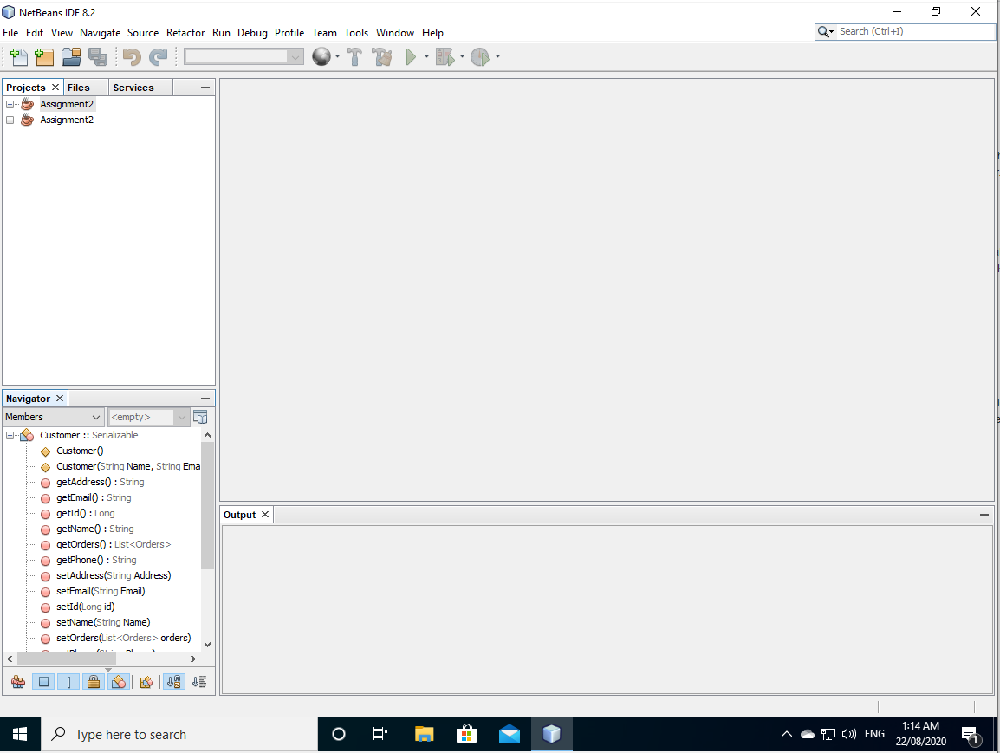 NetBeans IDE 8.2
File Edit View Navigate Source Refactor Run Debug Profile Team Tools Window Help
Search (Ctrl+I)
Projects Files Services
Assignment2
Assignment2
Navigator
Members <empty>
Customer :: Serializable
Customer()
Customer(String Name, String Ema
getAddress() : String
getEmail() : String
getId() : Long
getName() : String
getOrders() : List<Orders>
getPhone() : String
setAddress(String Address)
setEmail(String Email)
setId(Long id)
setName(String Name)
setOrders(List<Orders> orders)
Output
Type here to search
ENG
1:14 AM
22/08/2020
1